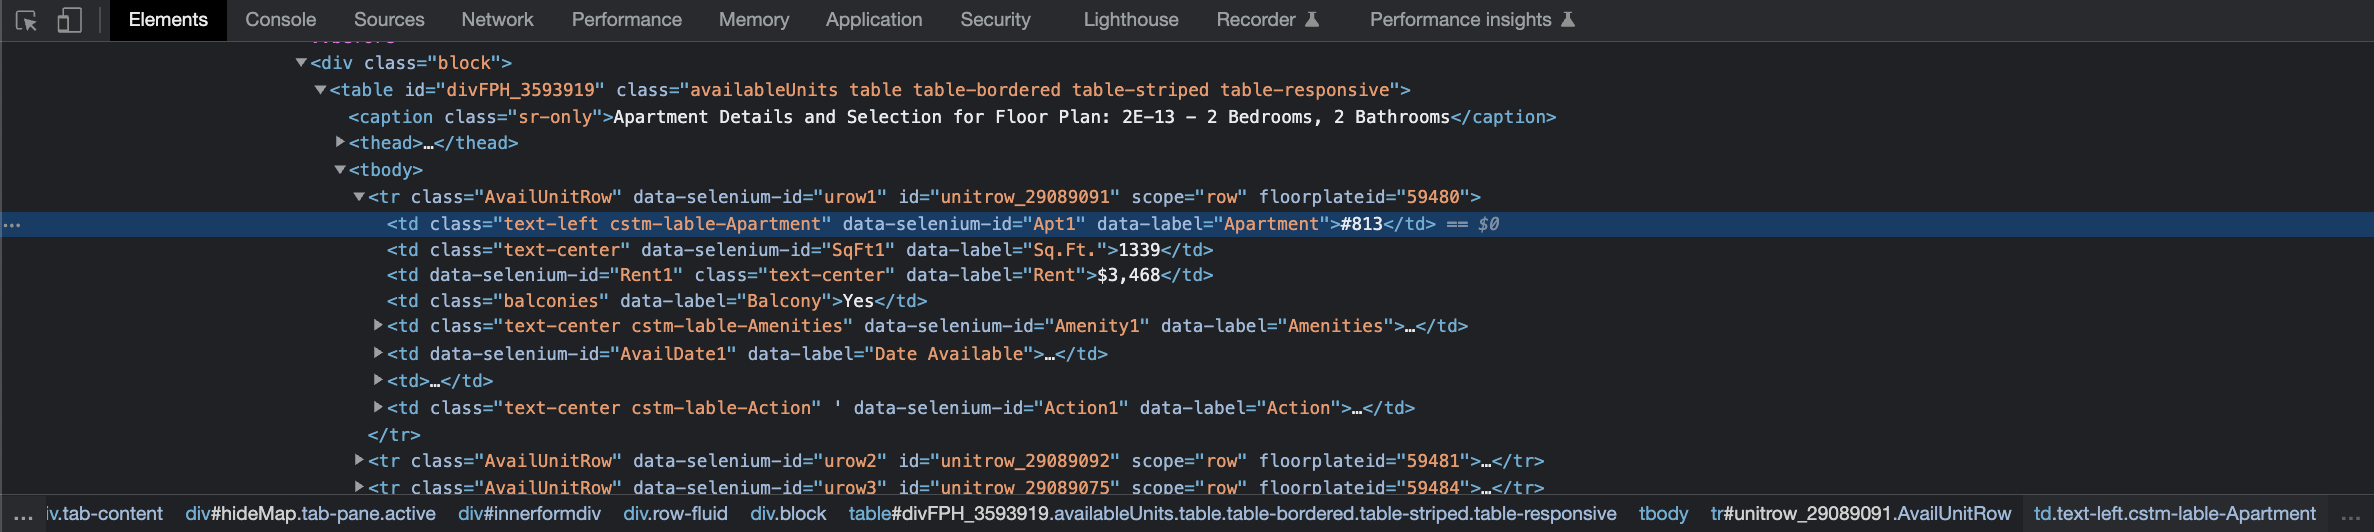 Elements Console Sources Network Performance Memory Application Security Lighthouse Recorder Performance insights
<div class="block">
<table id="divFPH_3593919" class="availableUnits table table-bordered table-striped table-responsive">
<caption class="sr-only">Apartment Details and Selection for Floor Plan: 2E-13 - 2 Bedrooms, 2 Bathrooms</caption>
<thead>…</thead>
<tbody>
<tr class="AvailUnitRow" data-selenium-id="urow1" id="unitrow_29089091" scope="row" floorplateid="59480">
… <td class="text-left cstm-lable-Apartment" data-selenium-id="Apt1" data-label="Apartment">#813</td> == $0
<td class="text-center" data-selenium-id="SqFt1" data-label="Sq.Ft.">1339</td>
<td data-selenium-id="Rent1" class="text-center" data-label="Rent">$3,468</td>
<td class="balconies" data-label="Balcony">Yes</td>
<td class="text-center cstm-lable-Amenities" data-selenium-id="Amenity1" data-label="Amenities">…</td>
<td data-selenium-id="AvailDate1" data-label="Date Available">…</td>
<td>…</td>
<td class="text-center cstm-lable-Action" ' data-selenium-id="Action1" data-label="Action">…</td>
</tr>
<tr class="AvailUnitRow" data-selenium-id="urow2" id="unitrow_29089092" scope="row" floorplateid="59481">…</tr>
<tr class="AvailUnitRow" data-selenium-id="urow3" id="unitrow_29089075" scope="row" floorplateid="59484">…</tr>
… iv.tab-content div#hideMap.tab-pane.active div#innerformdiv div.row-fluid div.block table#divFPH_3593919.availableUnits.table.table-bordered.table-striped.table-responsive tbody tr#unitrow_29089091.AvailUnitRow td.text-left.cstm-lable-Apartment …